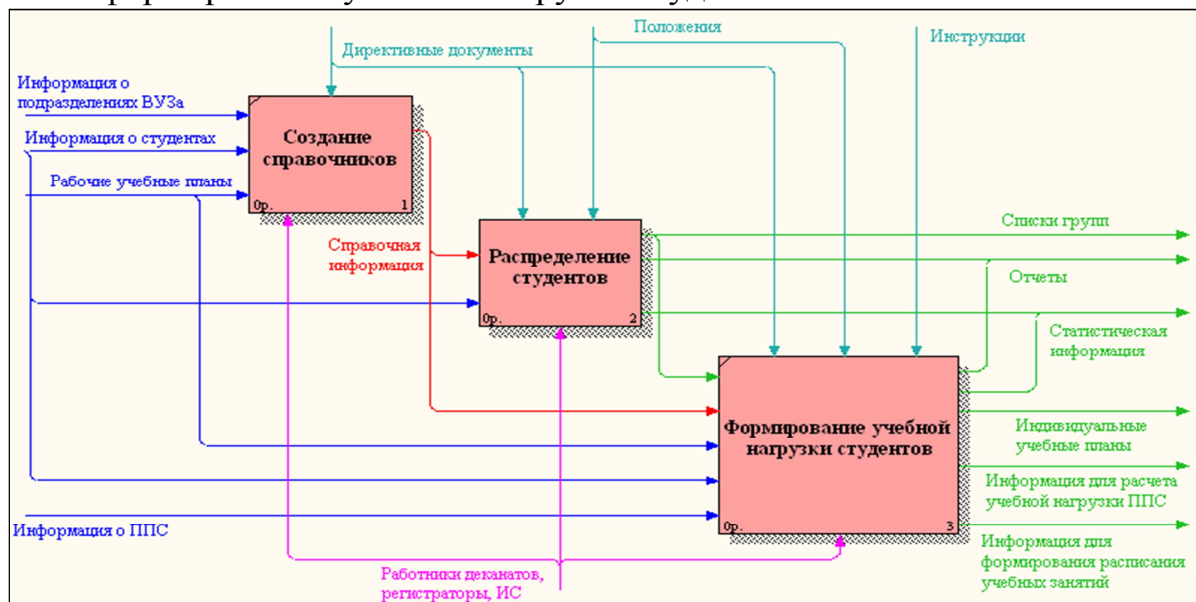 Положения
Директивные документы
Инструкции
Информация о
подразделениях ВУЗа
Информация о студентах
Рабочие учебные планы
Создание
справочников
0р.
1
Справочная
информация
Распределение
студентов
0р.
2
Списки групп
Отчеты
Статистическая
информация
Формирование учебной
нагрузки студентов
0р.
3
Индивидуальные
учебные планы
Информация для расчета
учебной нагрузки ППС
Информация о ППС
Информация для
формирования расписания
учебных занятий
Работники деканатов,
регистраторы, ИС